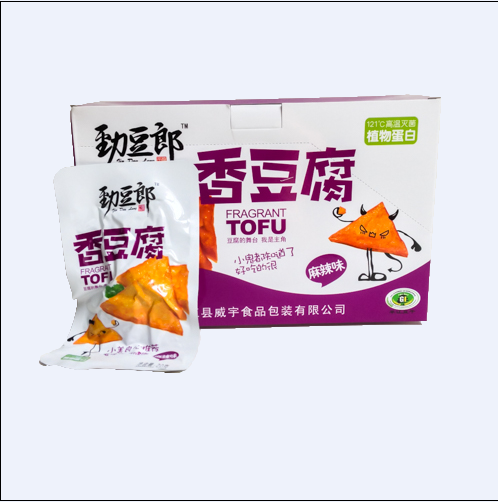 劲豆郎™
121℃高温灭菌
植物蛋白
香豆腐
FRAGRANT
TOFU
豆腐的舞台 我是主角
小鬼都味道了
好吃的很
麻辣味
县威宇食品包装有限公司
劲豆郎
香豆腐
FRAGRANT
TOFU